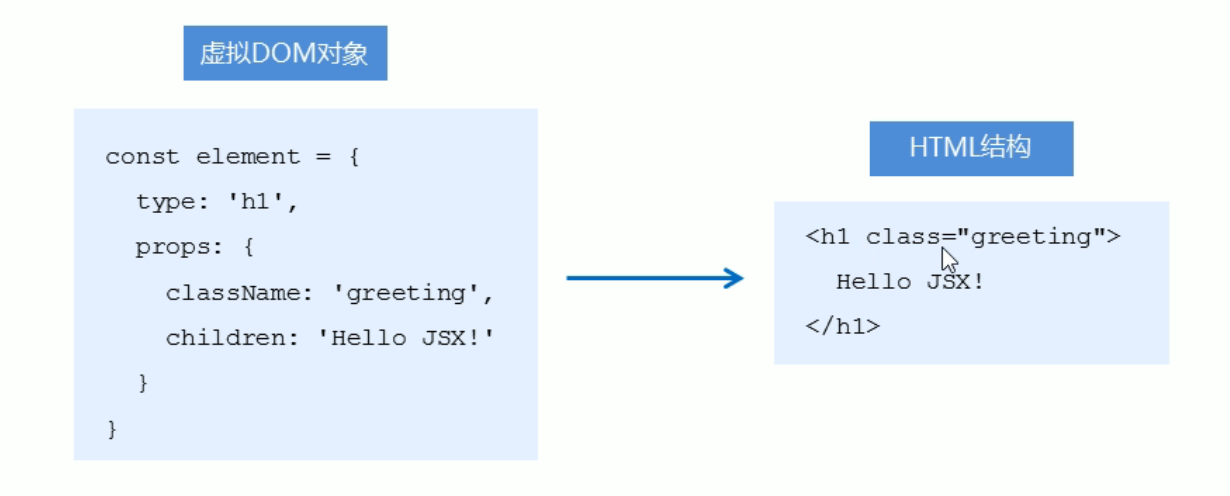 虚拟DOM对象
const element = {
  type: 'h1',
  props: {
    className: 'greeting',
    children: 'Hello JSX!'
  }
}
HTML结构
<h1 class="greeting">
  Hello JSX!
</h1>